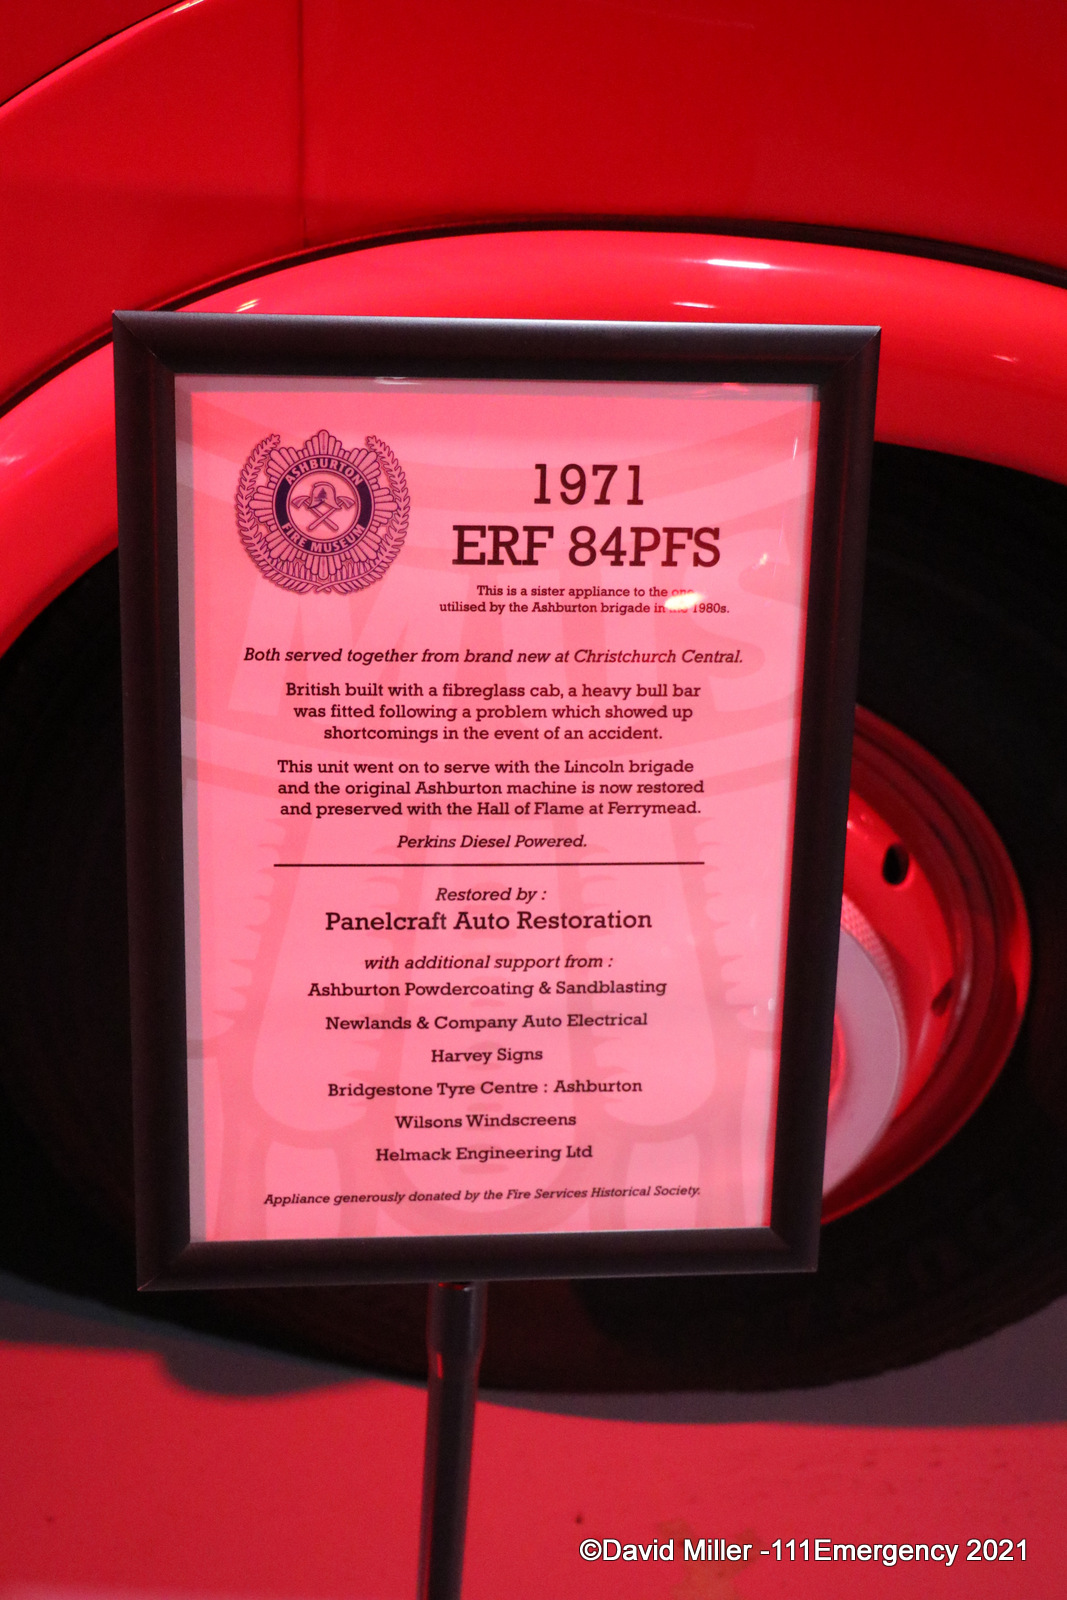 ASHBURTON
FIRE MUSEUM
1971
ERF 84PFS
This is a sister appliance to the one
utilised by the Ashburton brigade in the 1980s.
Both served together from brand new at Christchurch Central.
British built with a fibreglass cab, a heavy bull bar
was fitted following a problem which showed up
shortcomings in the event of an accident.
This unit went on to serve with the Lincoln brigade
and the original Ashburton machine is now restored
and preserved with the Hall of Flame at Ferrymead.
Perkins Diesel Powered.
Restored by :
Panelcraft Auto Restoration
with additional support from :
Ashburton Powdercoating & Sandblasting
Newlands & Company Auto Electrical
Harvey Signs
Bridgestone Tyre Centre : Ashburton
Wilsons Windscreens
Helmack Engineering Ltd
Appliance generously donated by the Fire Services Historical Society.
©David Miller -111Emergency 2021